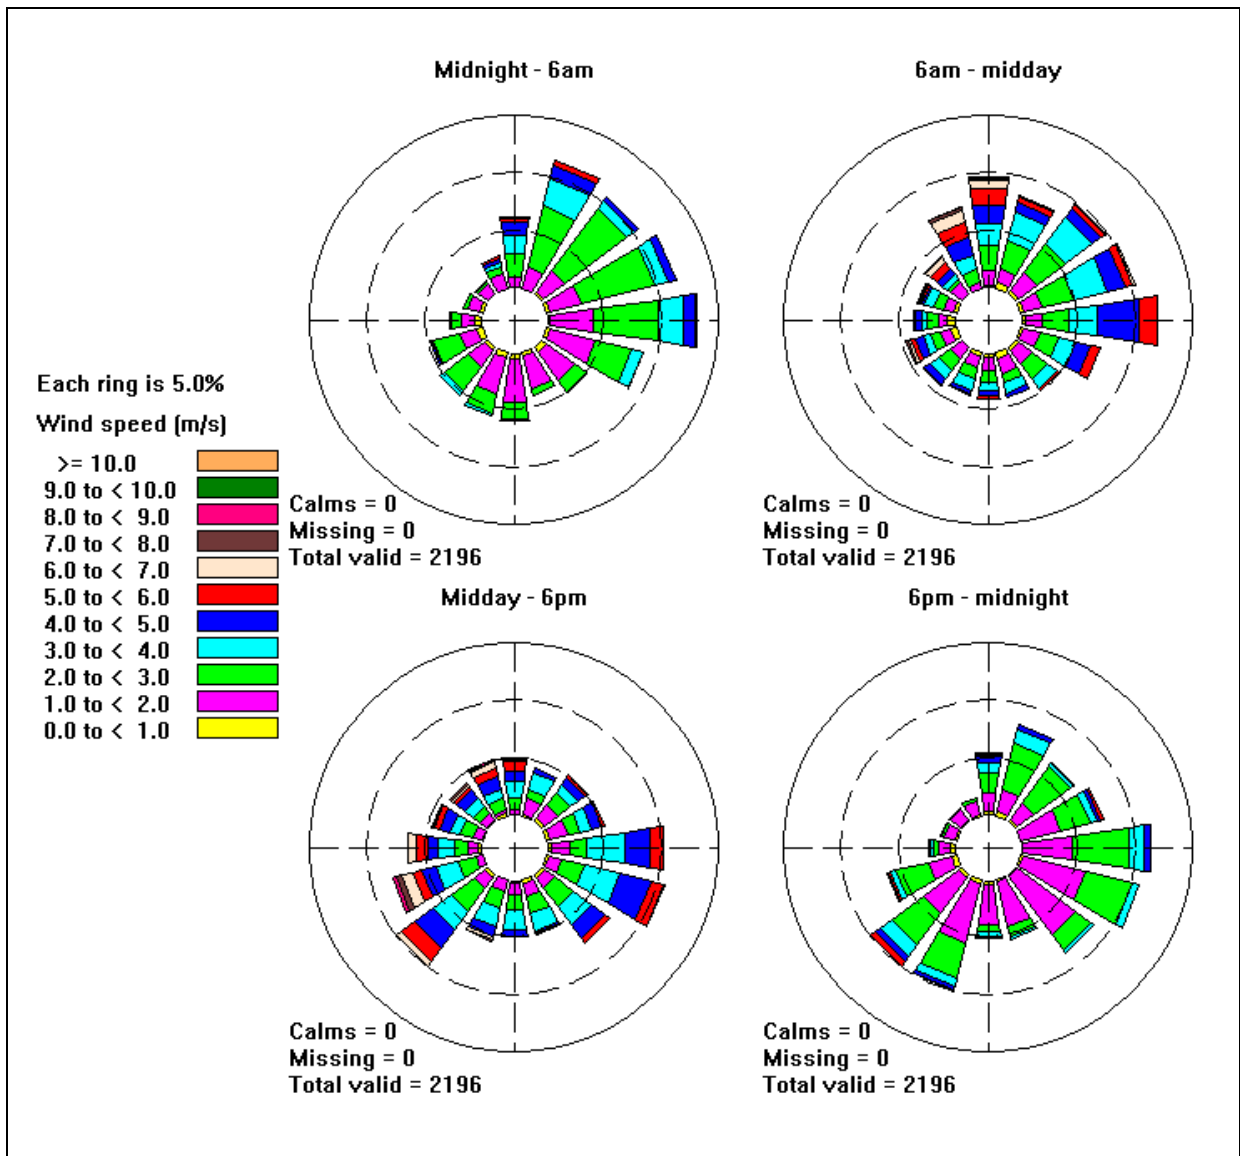 Midnight - 6am
6am - midday
Each ring is 5.0%
Wind speed (m/s)
>= 10.0
9.0 to < 10.0
8.0 to < 9.0
7.0 to < 8.0
6.0 to < 7.0
5.0 to < 6.0
4.0 to < 5.0
3.0 to < 4.0
2.0 to < 3.0
1.0 to < 2.0
0.0 to < 1.0
Calms = 0
Missing = 0
Total valid = 2196
Calms = 0
Missing = 0
Total valid = 2196
Midday - 6pm
6pm - midnight
Calms = 0
Missing = 0
Total valid = 2196
Calms = 0
Missing = 0
Total valid = 2196